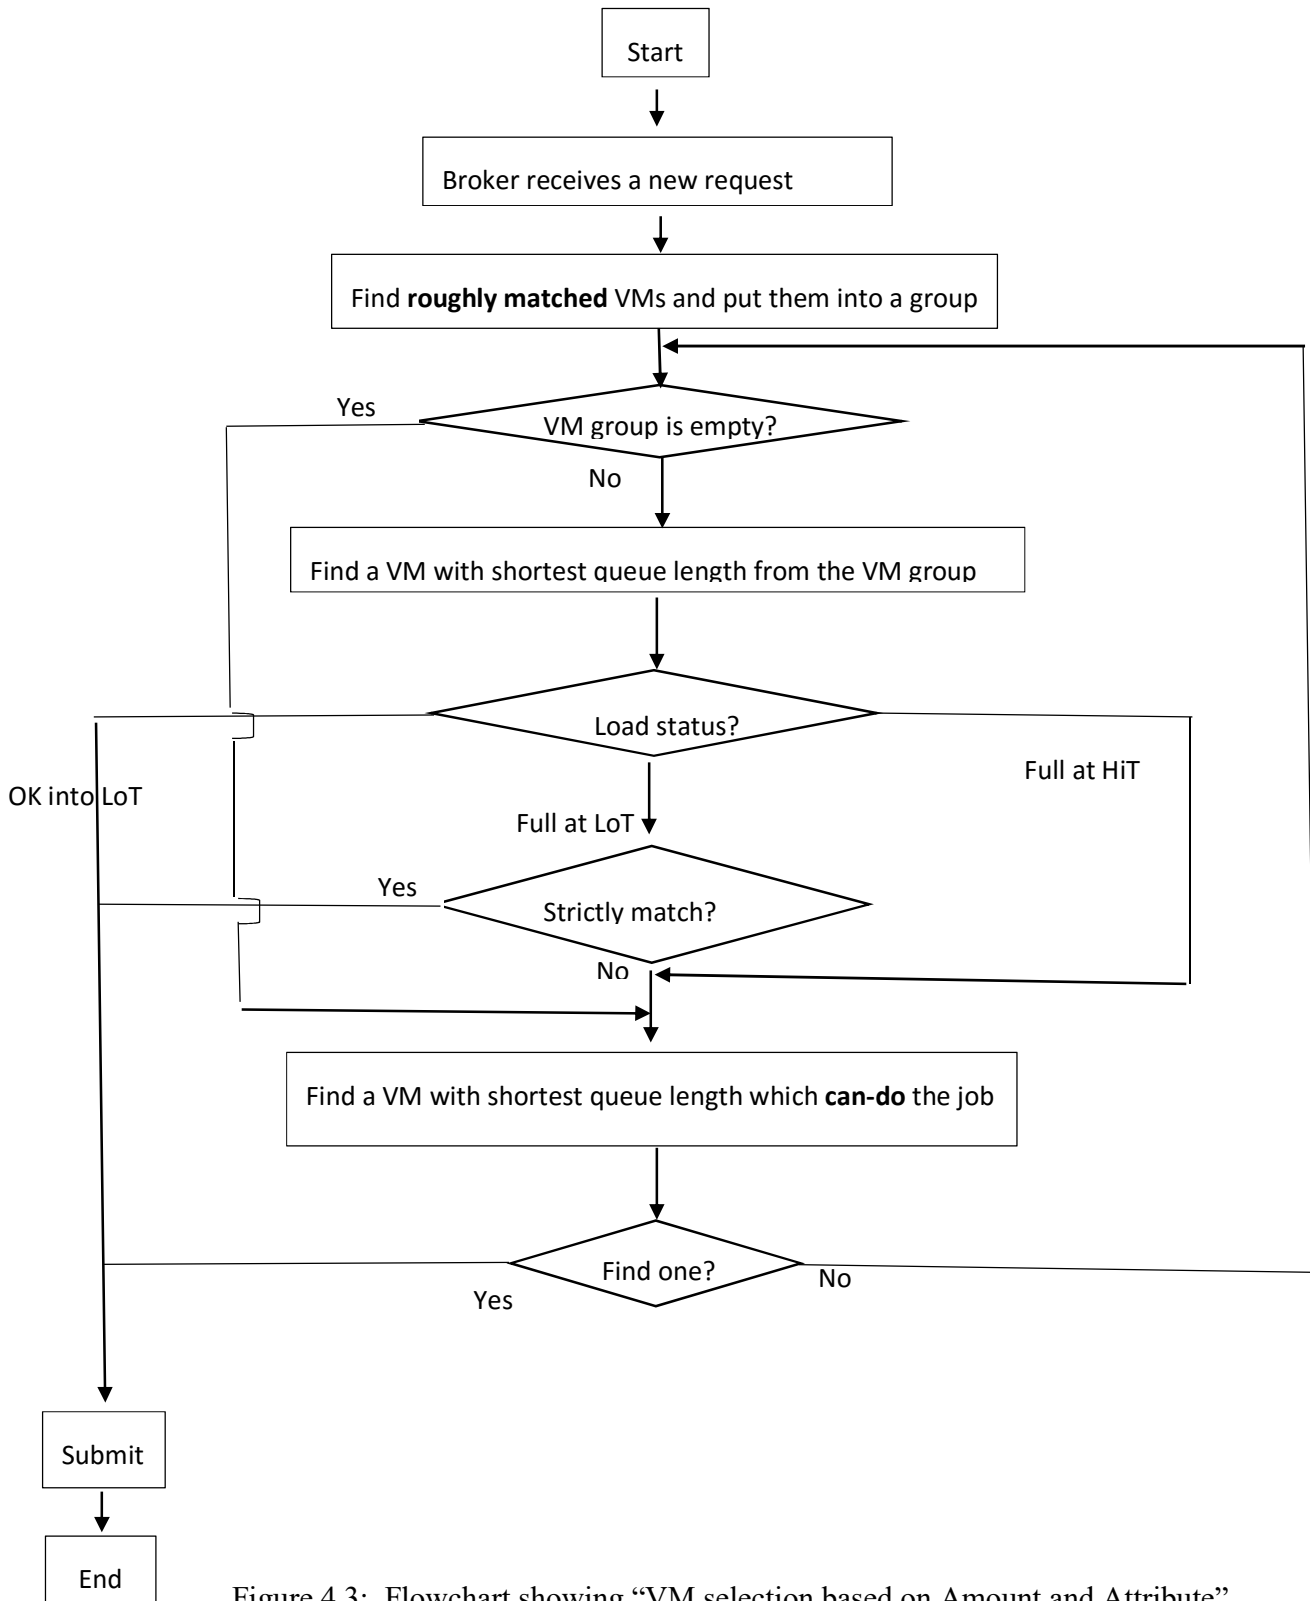 Start
Broker receives a new request
Find roughly matched VMs and put them into a group
Yes
VM group is empty?
No
Find a VM with shortest queue length from the VM group
Load status?
Full at HiT
OK into LoT
Full at LoT
Yes
Strictly match?
No
Find a VM with shortest queue length which can-do the job
Find one?
No
Yes
Submit
End
Figure 4.3: Flowchart showing “VM selection based on Amount and Attribute”